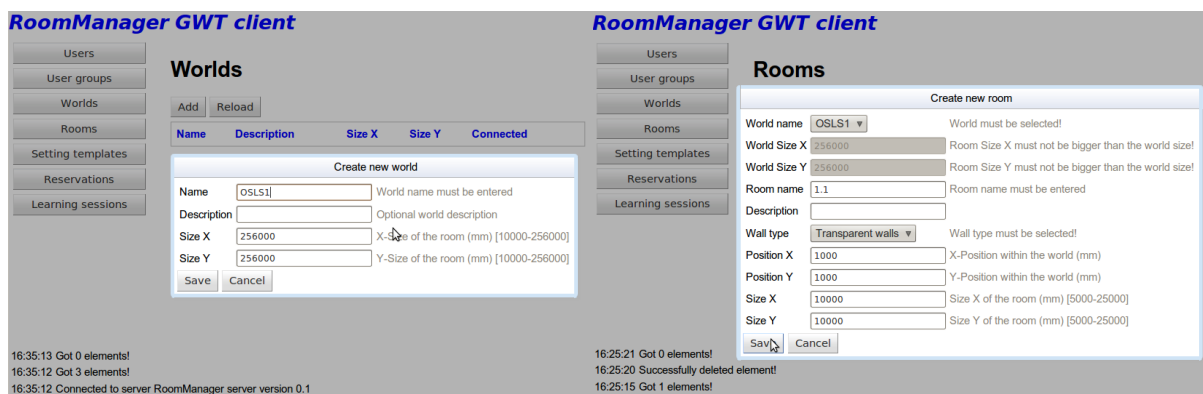 RoomManager GWT client
Users
User groups
Worlds
Rooms
Setting templates
Reservations
Learning sessions
Worlds
Add Reload
Name Description Size X Size Y Connected
Create new world
Name OSLS1 World name must be entered
Description Optional world description
Size X 256000 X-Size of the room (mm) [10000-256000]
Size Y 256000 Y-Size of the room (mm) [10000-256000]
Save Cancel
16:35:13 Got 0 elements!
16:35:12 Got 3 elements!
16:35:12 Connected to server RoomManager server version 0.1
RoomManager GWT client
Users
User groups
Worlds
Rooms
Setting templates
Reservations
Learning sessions
Rooms
Create new room
World name OSLS1 World must be selected!
World Size X 256000 Room Size X must not be bigger than the world size!
World Size Y 256000 Room Size Y must not be bigger than the world size!
Room name 1.1 Room name must be entered
Description
Wall type Transparent walls Wall type must be selected!
Position X 1000 X-Position within the world (mm)
Position Y 1000 Y-Position within the world (mm)
Size X 10000 Size X of the room (mm) [5000-25000]
Size Y 10000 Size Y of the room (mm) [5000-25000]
Save Cancel
16:25:21 Got 0 elements!
16:25:20 Successfully deleted element!
16:25:15 Got 1 elements!